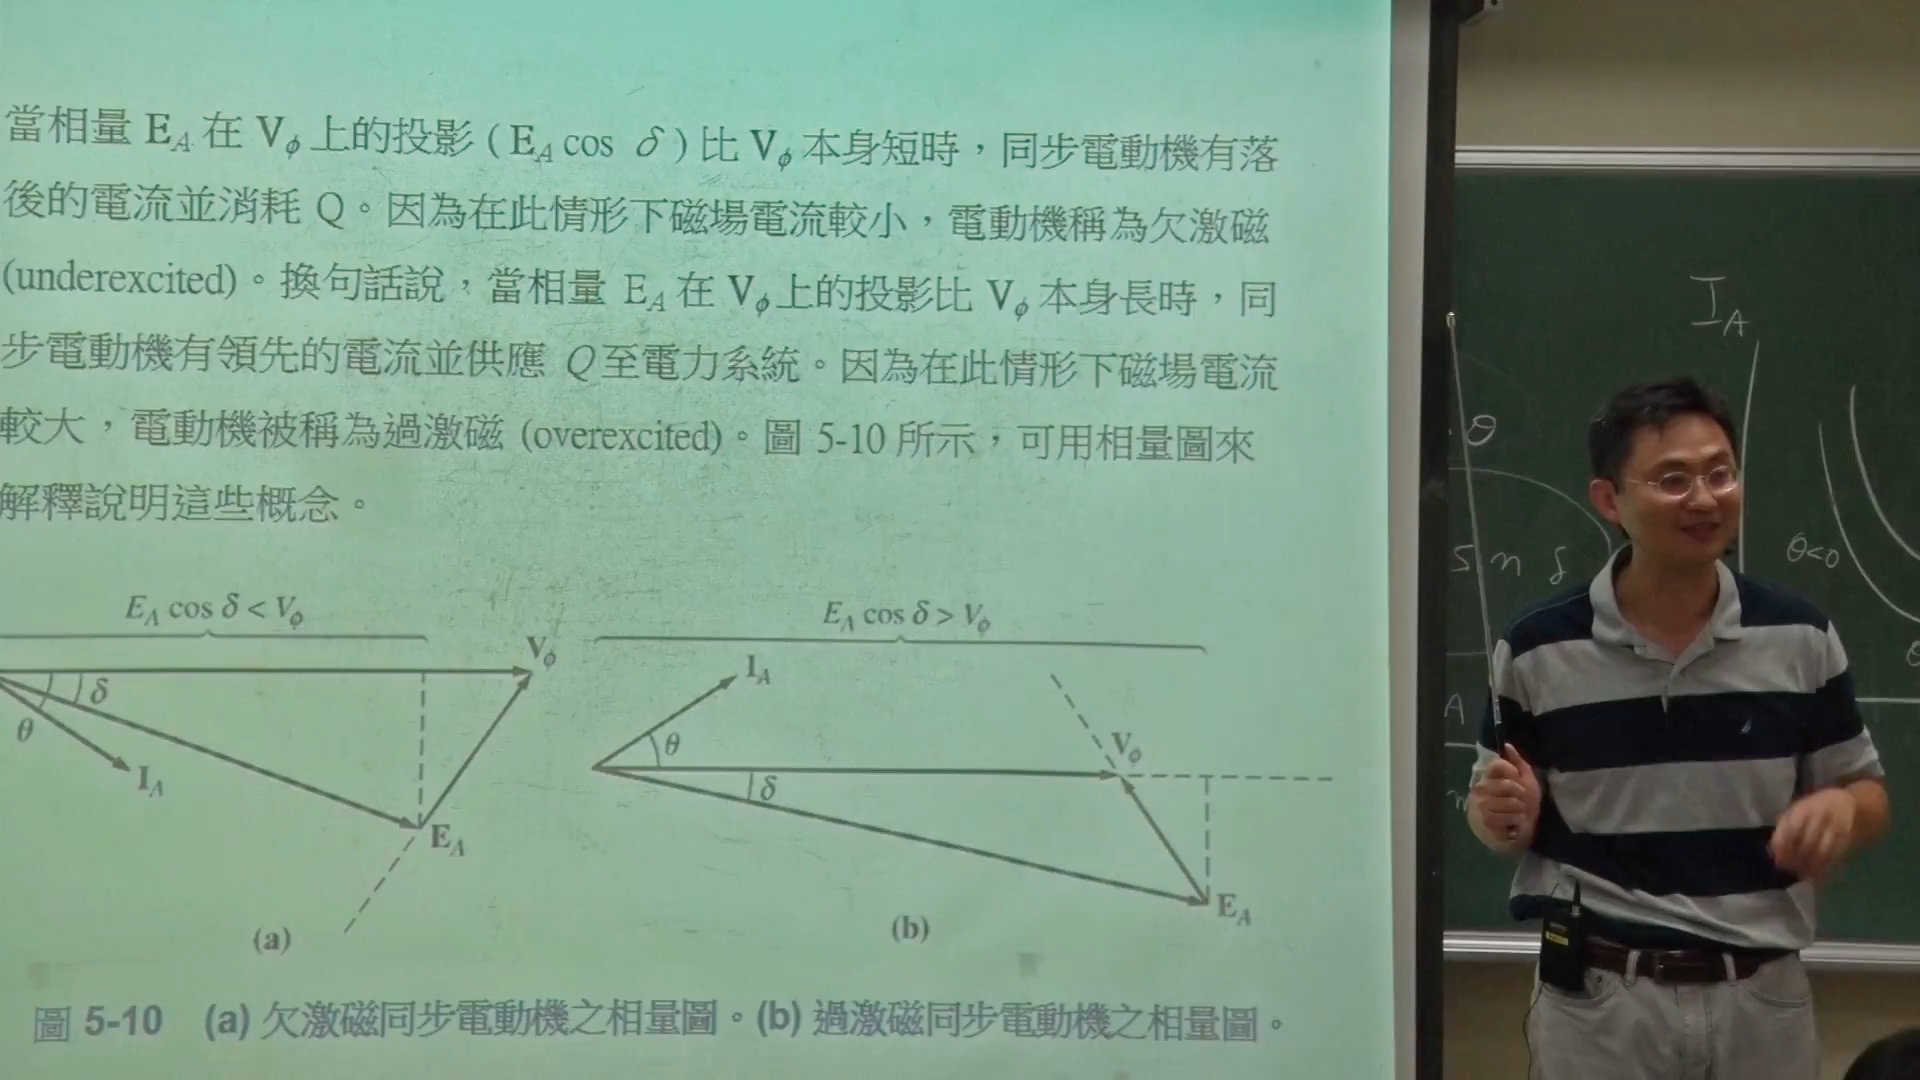 當相量 E_A 在 V_ϕ 上的投影 ( E_A cos δ ) 比 V_ϕ 本身短時，同步電動機有落
後的電流並消耗 Q。因為在此情形下磁場電流較小，電動機稱為欠激磁
(underexcited)。換句話說，當相量 E_A 在 V_ϕ 上的投影比 V_ϕ 本身長時，同
步電動機有領先的電流並供應 Q 至電力系統。因為在此情形下磁場電流
較大，電動機被稱為過激磁 (overexcited)。圖 5-10 所示，可用相量圖來
解釋說明這些概念。
E_A cos δ < V_ϕ
V_ϕ
δ
θ
I_A
E_A
(a)
E_A cos δ > V_ϕ
I_A
θ
V_ϕ
δ
E_A
(b)
圖 5-10 (a) 欠激磁同步電動機之相量圖。(b) 過激磁同步電動機之相量圖。
I_A
θ
θ<0
δ
A